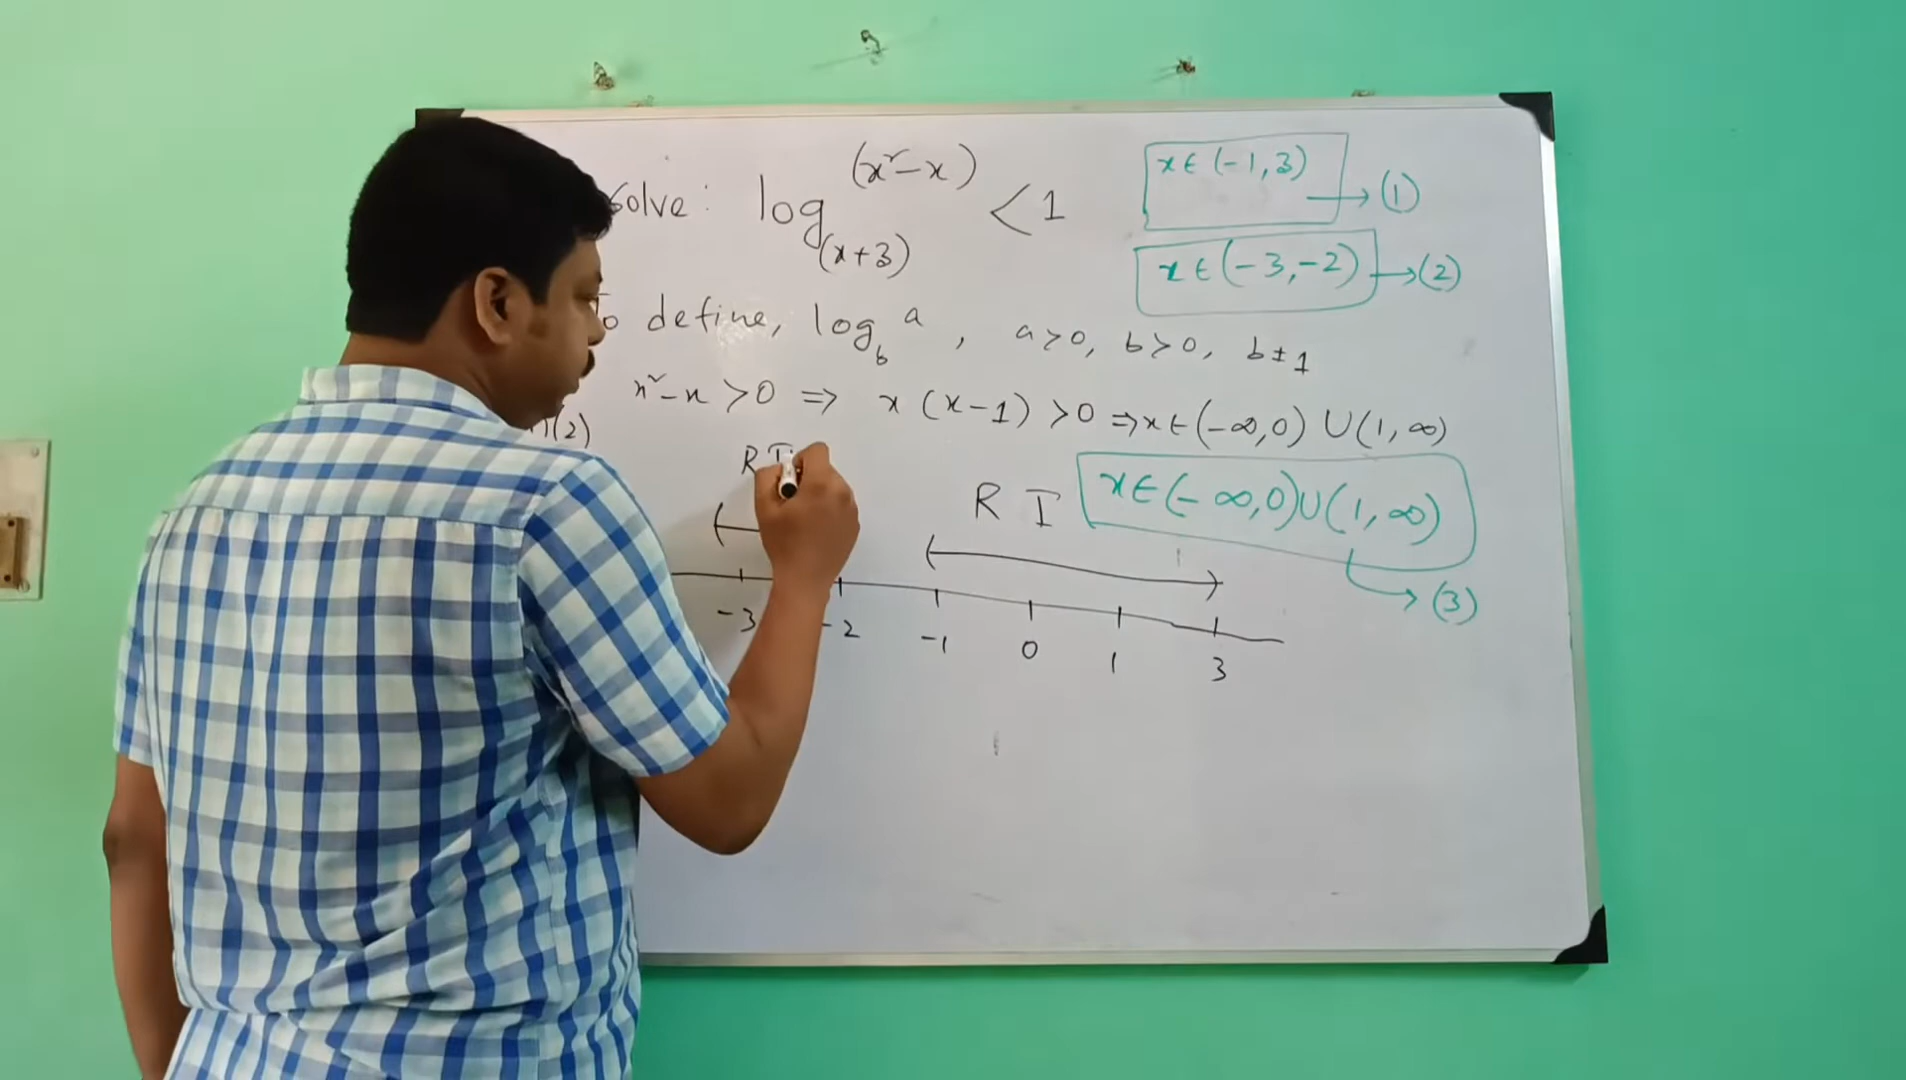 solve: log_(x+3) (x²-x) < 1
x ∈ (-1,3) → (1)
x ∈ (-3,-2) → (2)
To define, log_b a , a>0, b>0, b ± 1
x²-x >0 ⇒ x (x-1) >0 ⇒ x ∈ (-∞,0) ∪ (1,∞)
(2)
R I
R I
x ∈ (-∞,0) ∪ (1,∞)
→ (3)
-3 -2 -1 0 1 3